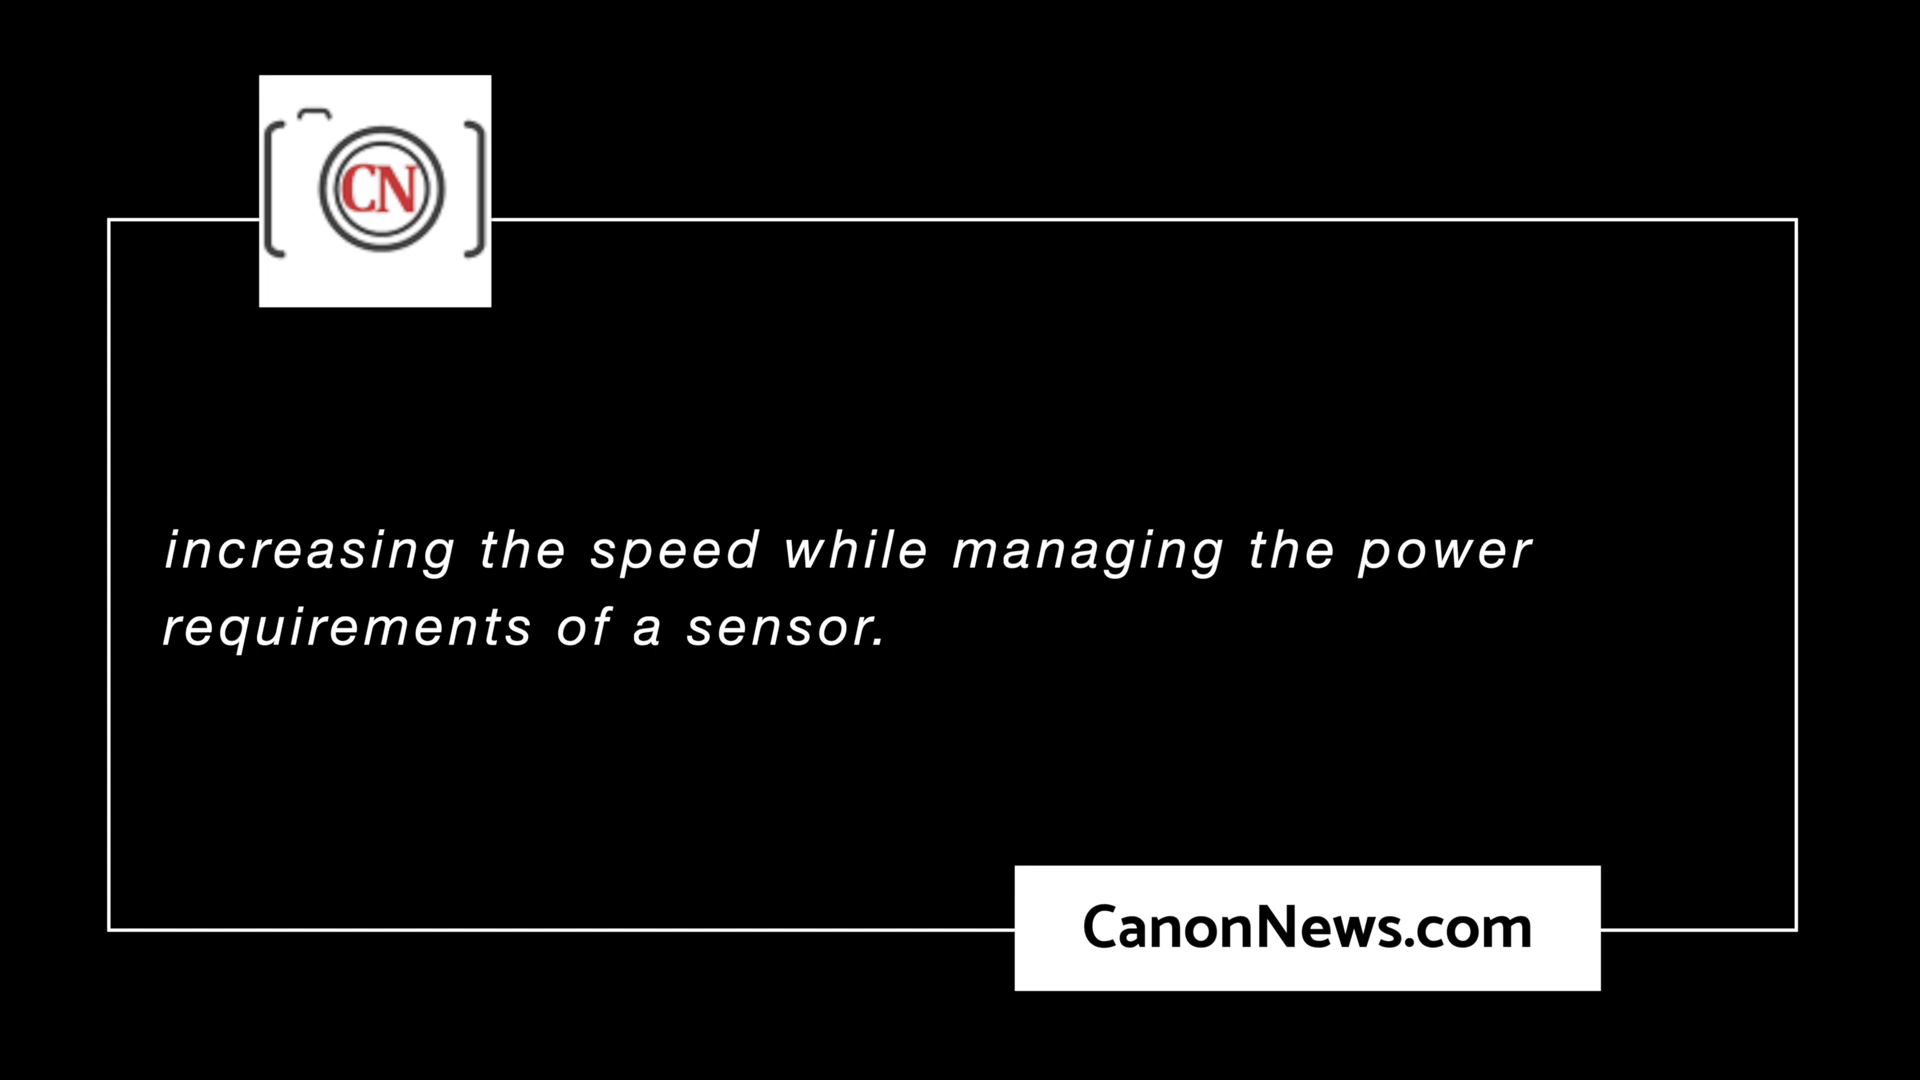 CN
increasing the speed while managing the power
requirements of a sensor.
CanonNews.com